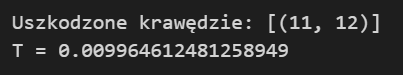 Uszkodzone krawędzie: [(11, 12)]
T = 0.009964612481258949